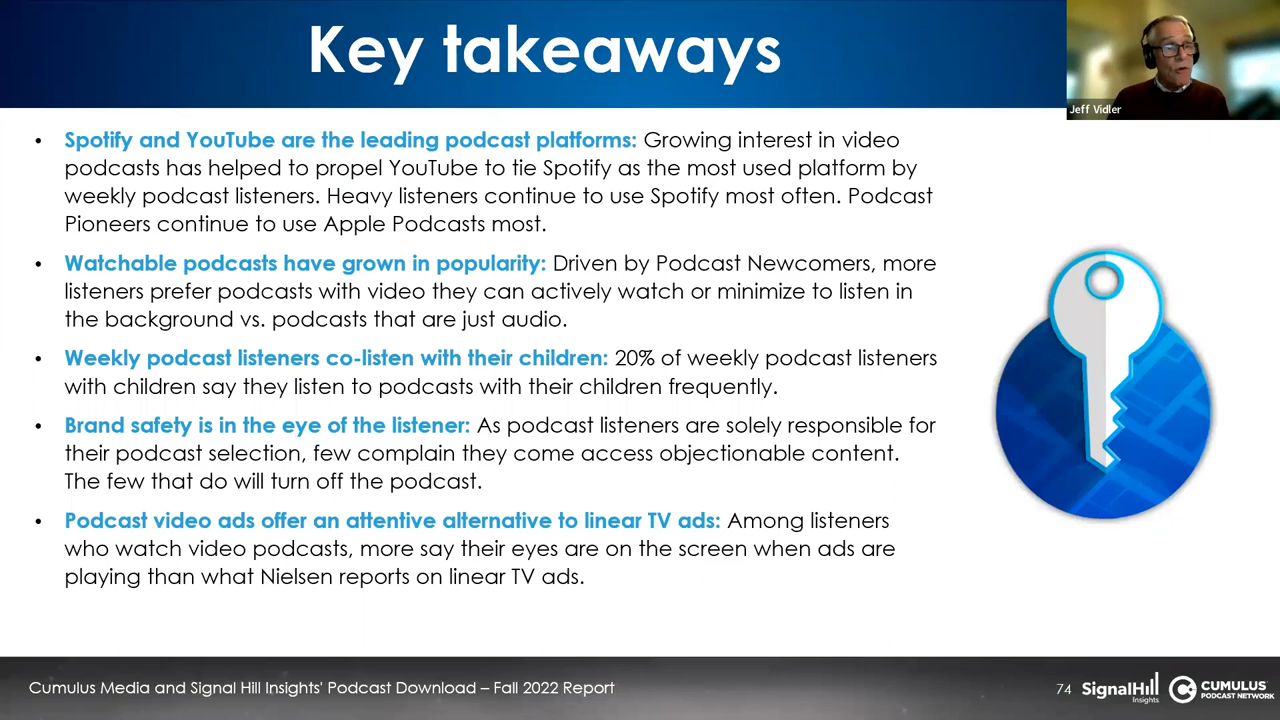 Key takeaways
Jeff Vidler
• Spotify and YouTube are the leading podcast platforms: Growing interest in video
podcasts has helped to propel YouTube to tie Spotify as the most used platform by
weekly podcast listeners. Heavy listeners continue to use Spotify most often. Podcast
Pioneers continue to use Apple Podcasts most.
• Watchable podcasts have grown in popularity: Driven by Podcast Newcomers, more
listeners prefer podcasts with video they can actively watch or minimize to listen in
the background vs. podcasts that are just audio.
• Weekly podcast listeners co-listen with their children: 20% of weekly podcast listeners
with children say they listen to podcasts with their children frequently.
• Brand safety is in the eye of the listener: As podcast listeners are solely responsible for
their podcast selection, few complain they come access objectionable content.
The few that do will turn off the podcast.
• Podcast video ads offer an attentive alternative to linear TV ads: Among listeners
who watch video podcasts, more say their eyes are on the screen when ads are
playing than what Nielsen reports on linear TV ads.
Cumulus Media and Signal Hill Insights' Podcast Download – Fall 2022 Report
74
SignalHill
Insights
CUMULUS
PODCAST NETWORK